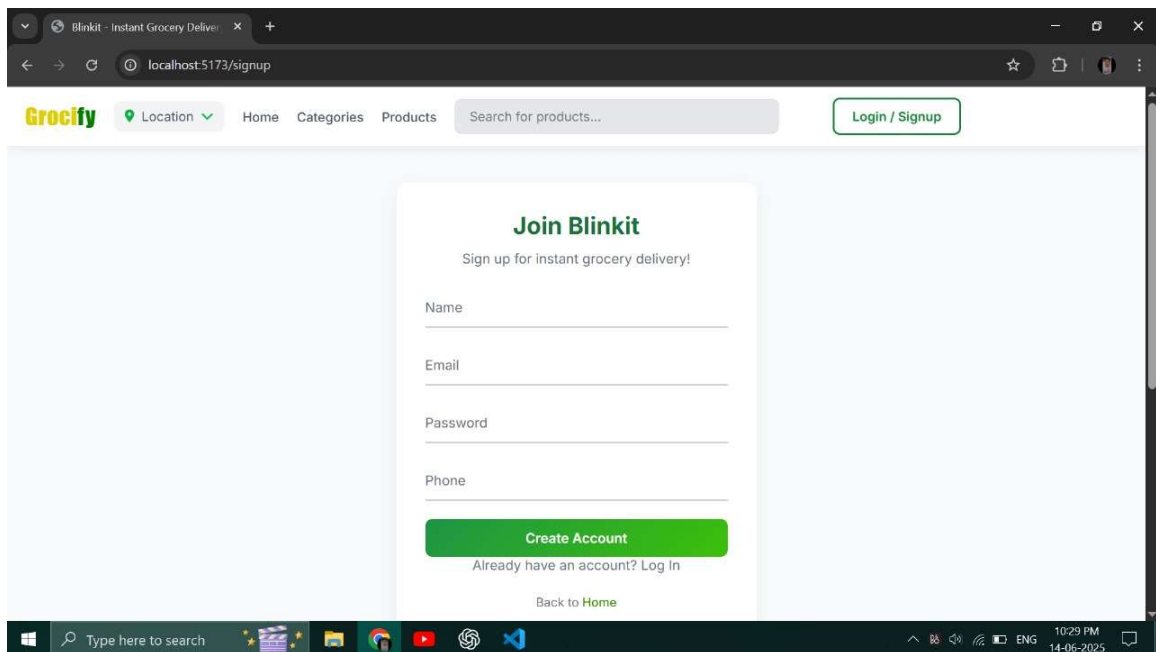 Blinkit - Instant Grocery Deliver
localhost:5173/signup
Grocify
Location
Home
Categories
Products
Search for products...
Login / Signup
Join Blinkit
Sign up for instant grocery delivery!
Name
Email
Password
Phone
Create Account
Already have an account? Log In
Back to Home
Type here to search
ENG
10:29 PM
14-06-2025